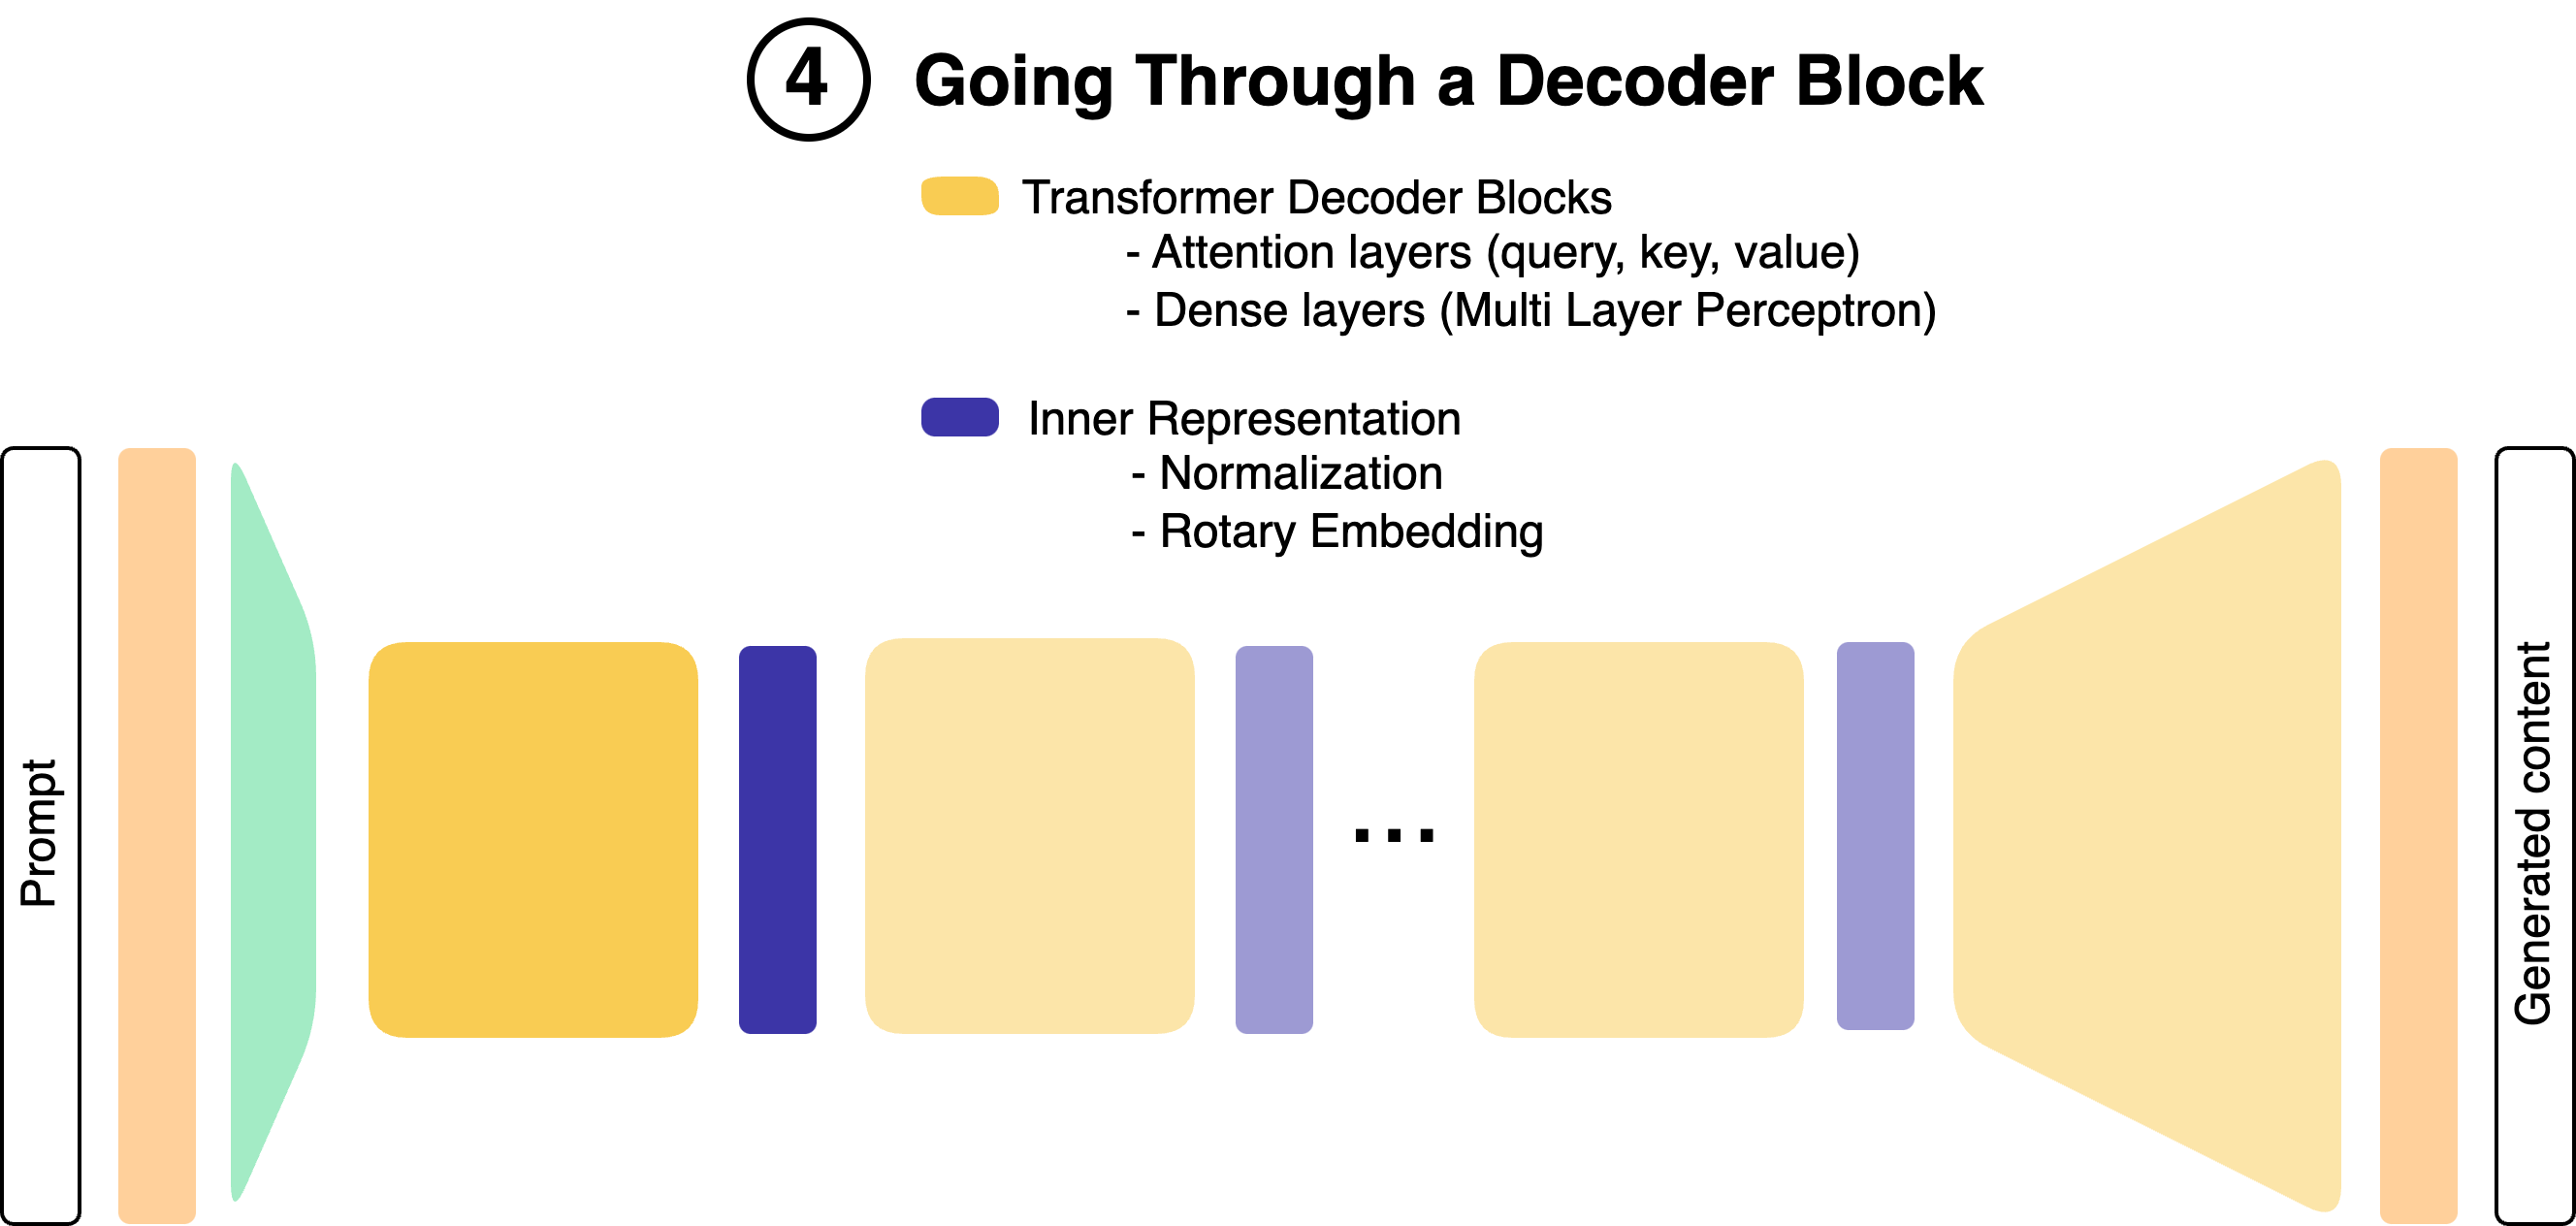 4 Going Through a Decoder Block
Transformer Decoder Blocks
- Attention layers (query, key, value)
- Dense layers (Multi Layer Perceptron)
Inner Representation
- Normalization
- Rotary Embedding
Prompt
...
Generated content